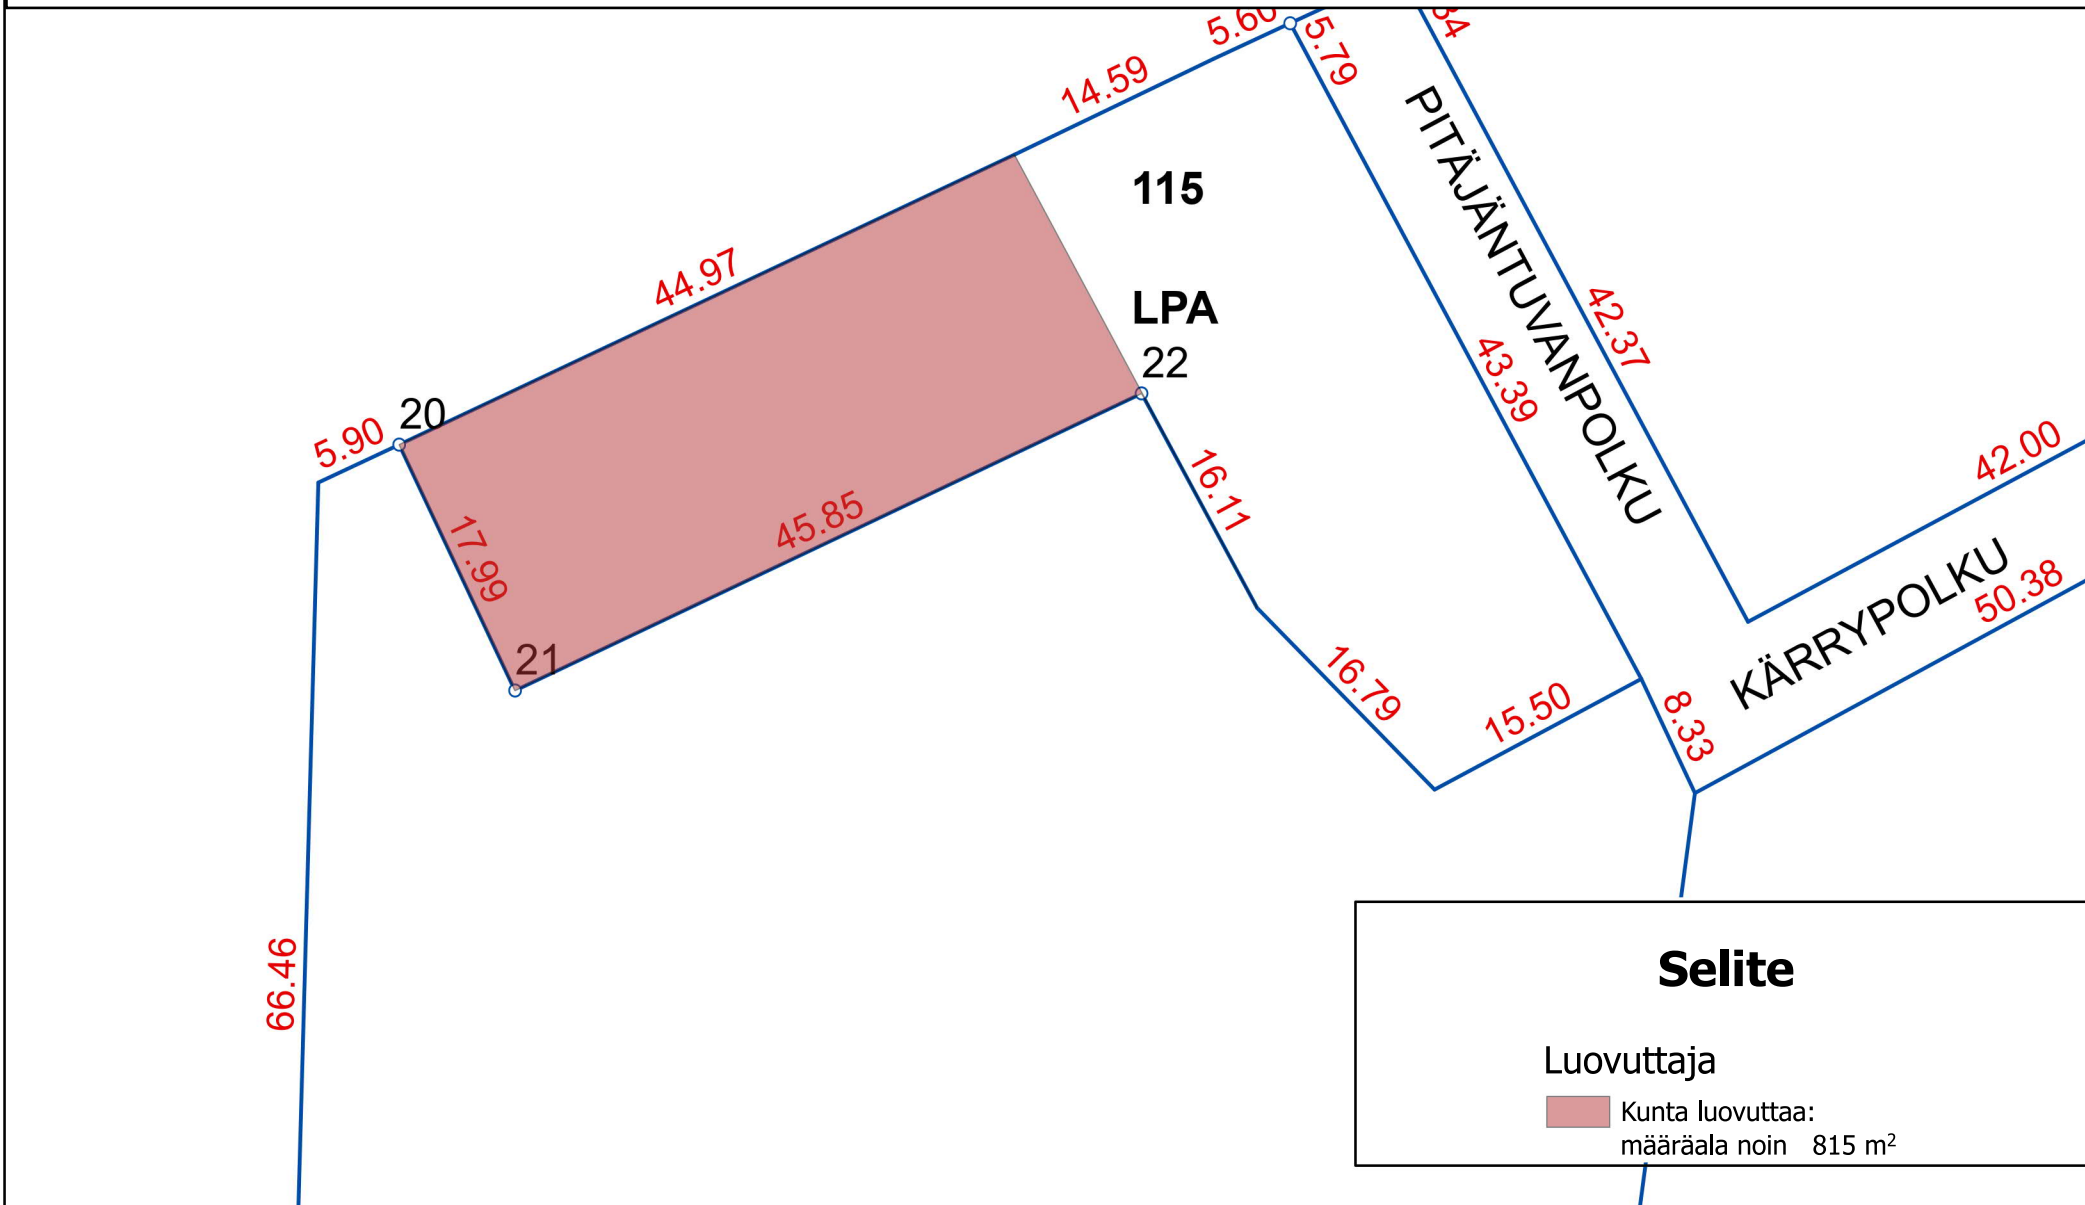 5.60
5.79
14.59
PITÄJÄNTUVANPOLKU
115
44.97
LPA
42.37
22
43.39
20
5.90
42.00
16.11
45.85
17.99
KÄRRYPOLKU
50.38
21
16.79
15.50
8.33
66.46
Selite
Luovuttaja
Kunta luovuttaa:
määräala noin 815 m²